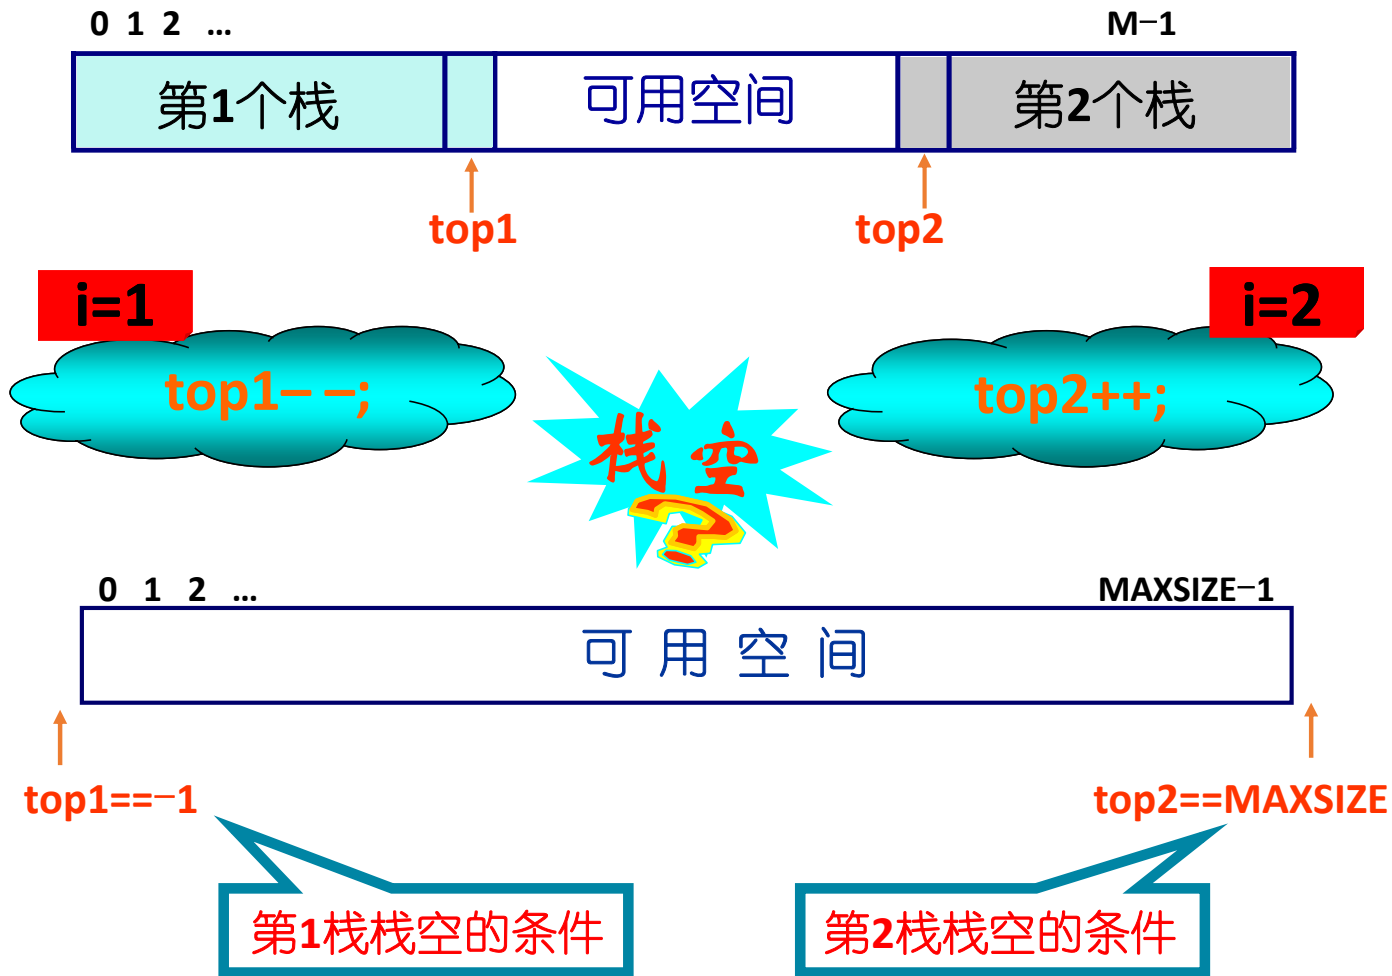 0 1 2 … M–1
第1个栈 可用空间 第2个栈
top1 top2
i=1 i=2
top1– –; top2++;
栈空
?
0 1 2 … MAXSIZE–1
可用空间
top1==–1 top2==MAXSIZE
第1栈栈空的条件 第2栈栈空的条件